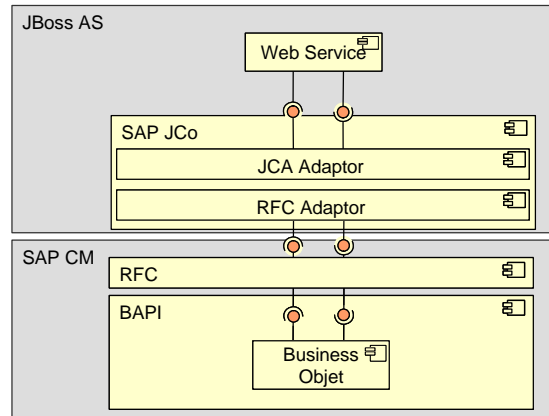 JBoss AS
Web Service
SAP JCo
JCA Adaptor
RFC Adaptor
SAP CM
RFC
BAPI
Business
Objet